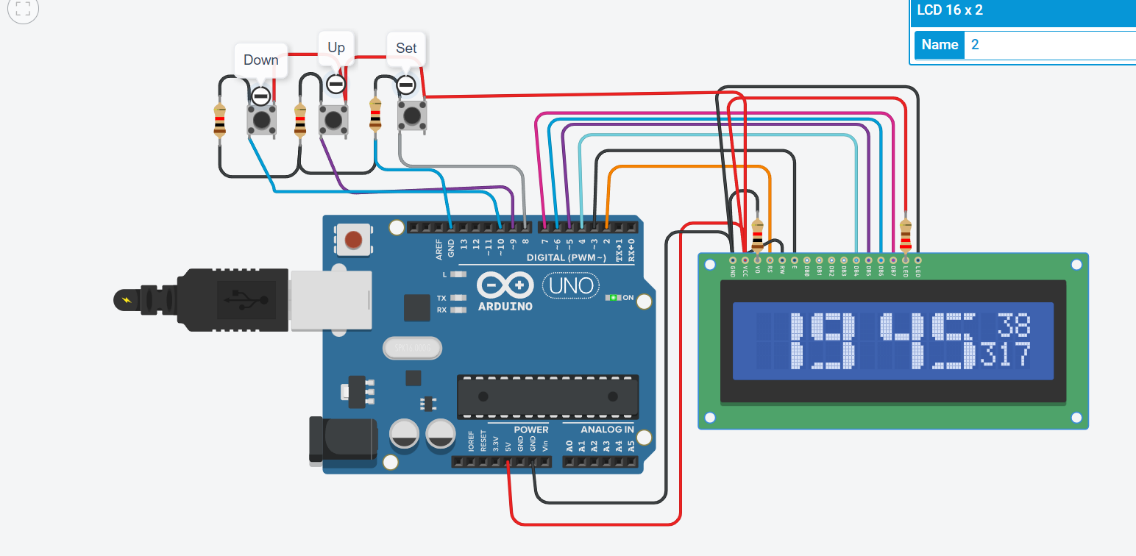 LCD 16 x 2
Name 2
Down
Up
Set
AREF
GND
13
12
~11
~10
~9
8
7
~6
~5
4
~3
2
TX→1
RX←0
DIGITAL (PWM~)
L
TX
RX
ARDUINO
UNO
ON
IOREF
RESET
3.3V
5V
GND
GND
Vin
POWER
ANALOG IN
A0
A1
A2
A3
A4
A5
GND
VCC
V0
RS
RW
E
DB0
DB1
DB2
DB3
DB4
DB5
DB6
DB7
LED
LED
19 45 38
317